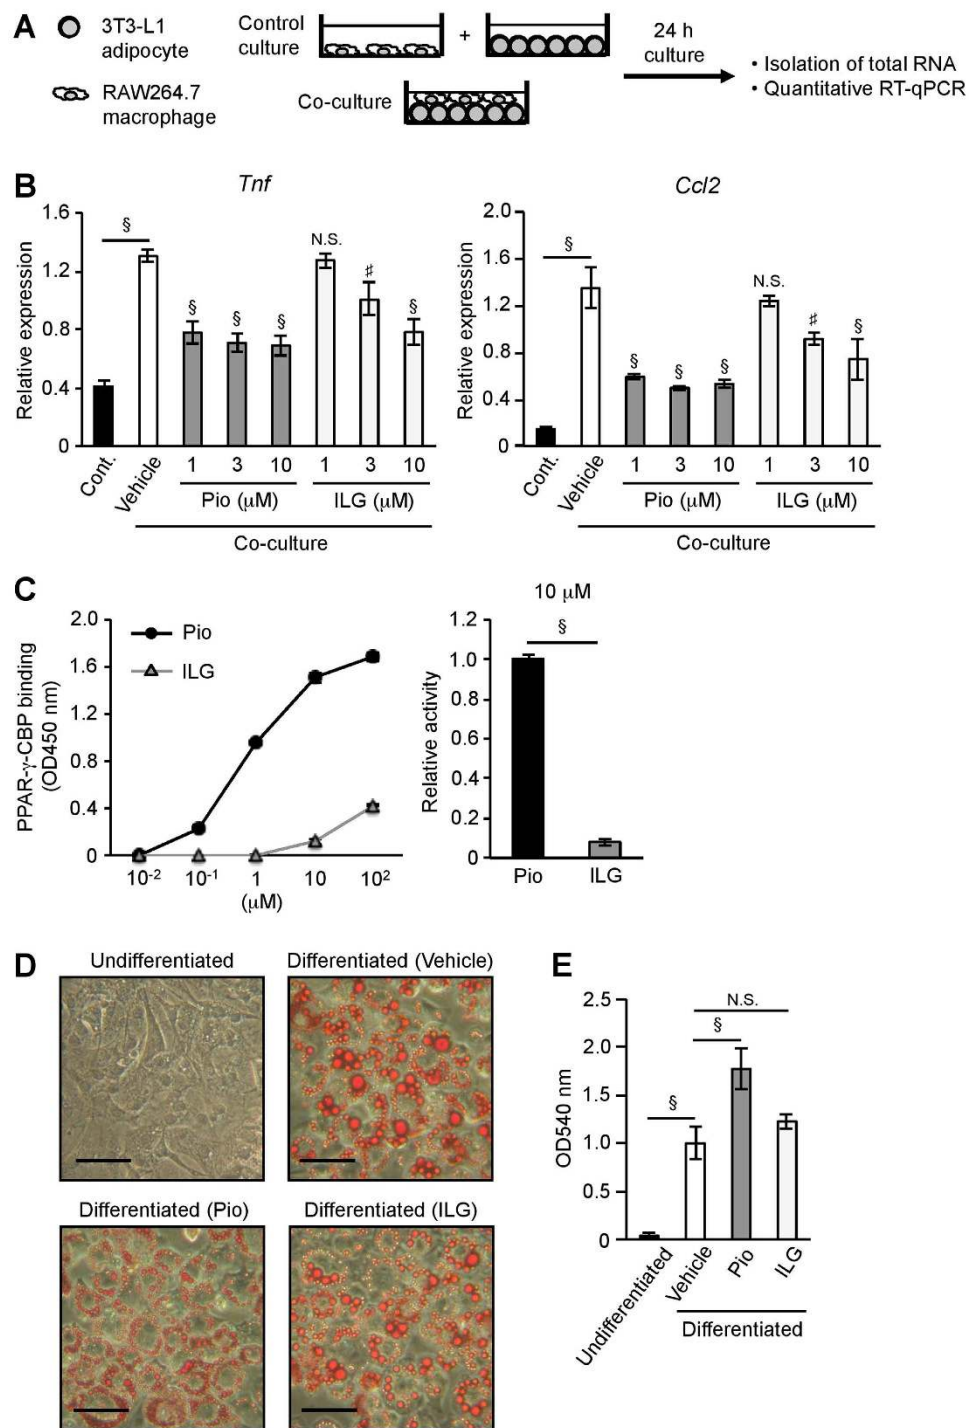 A
3T3-L1
adipocyte
RAW264.7
macrophage
Control
culture
+
Co-culture
24 h
culture
• Isolation of total RNA
• Quantitative RT-qPCR
B
Tnf
Relative expression
1.6
1.2
0.8
0.4
0
§
§
§
§
N.S.
♯
§
Cont.
Vehicle
1 3 10
1 3 10
Pio (μM)
ILG (μM)
Co-culture
Ccl2
Relative expression
2.0
1.6
1.2
0.8
0.4
0
§
§
§
§
N.S.
♯
§
Cont.
Vehicle
1 3 10
1 3 10
Pio (μM)
ILG (μM)
Co-culture
C
PPAR-γ-CBP binding
(OD450 nm)
2.0
1.6
1.2
0.8
0.4
0
Pio
ILG
10-2 10-1 1 10 102
(μM)
10 μM
Relative activity
1.2
1.0
0.8
0.6
0.4
0.2
0
§
Pio ILG
D
Undifferentiated
Differentiated (Vehicle)
Differentiated (Pio)
Differentiated (ILG)
E
OD540 nm
2.5
2.0
1.5
1.0
0.5
0
N.S.
§
§
Undifferentiated
Vehicle
Pio
ILG
Differentiated